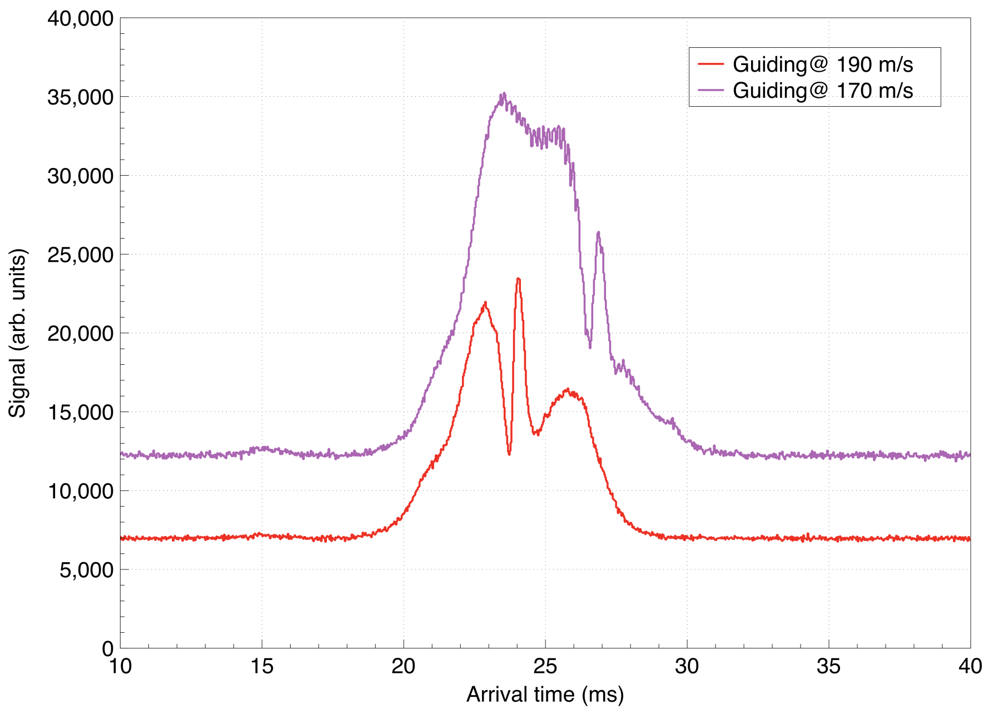 40,000
35,000
30,000
25,000
20,000
15,000
10,000
5,000
0
Signal (arb. units)
Guiding@ 190 m/s
Guiding@ 170 m/s
10 15 20 25 30 35 40
Arrival time (ms)